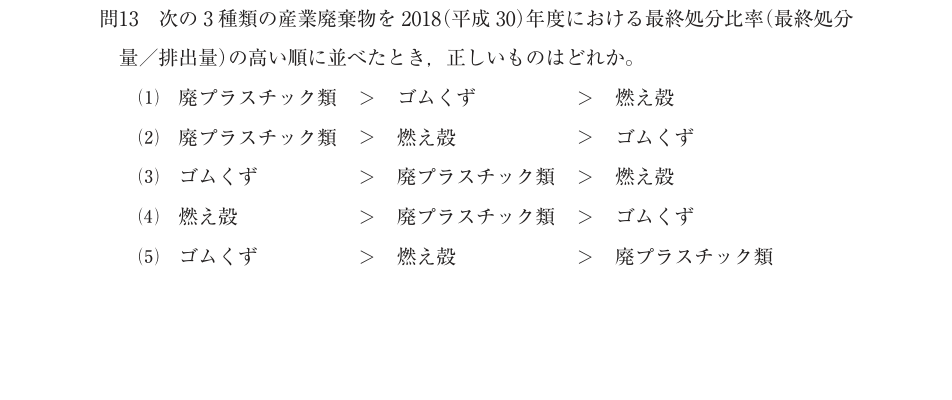 問13　次の3種類の産業廃棄物を2018(平成30)年度における最終処分比率(最終処分
量／排出量)の高い順に並べたとき，正しいものはどれか。
(1)　廃プラスチック類　＞　ゴムくず　＞　燃え殻
(2)　廃プラスチック類　＞　燃え殻　＞　ゴムくず
(3)　ゴムくず　＞　廃プラスチック類　＞　燃え殻
(4)　燃え殻　＞　廃プラスチック類　＞　ゴムくず
(5)　ゴムくず　＞　燃え殻　＞　廃プラスチック類